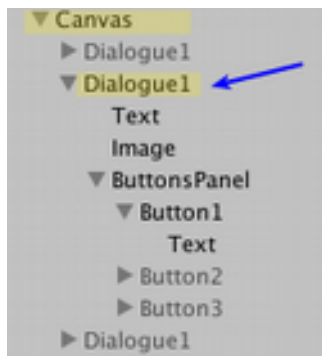 Canvas
Dialogue1
Dialogue1
Text
Image
ButtonsPanel
Button1
Text
Button2
Button3
Dialogue1